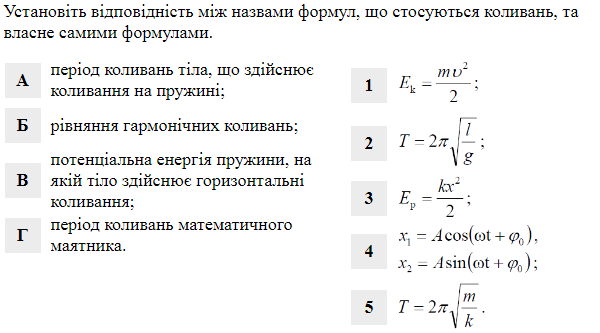 Установіть відповідність між назвами формул, що стосуються коливань, та
власне самими формулами.
А період коливань тіла, що здійснює
коливання на пружині;
Б рівняння гармонічних коливань;
В потенціальна енергія пружини, на
якій тіло здійснює горизонтальні
коливання;
Г період коливань математичного
маятника.
1 Eₖ = mυ²/2;
2 T = 2π√(l/g);
3 Eₚ = kx²/2;
4 x₁ = Acos(ωt + φ₀),
x₂ = Asin(ωt + φ₀);
5 T = 2π√(m/k).